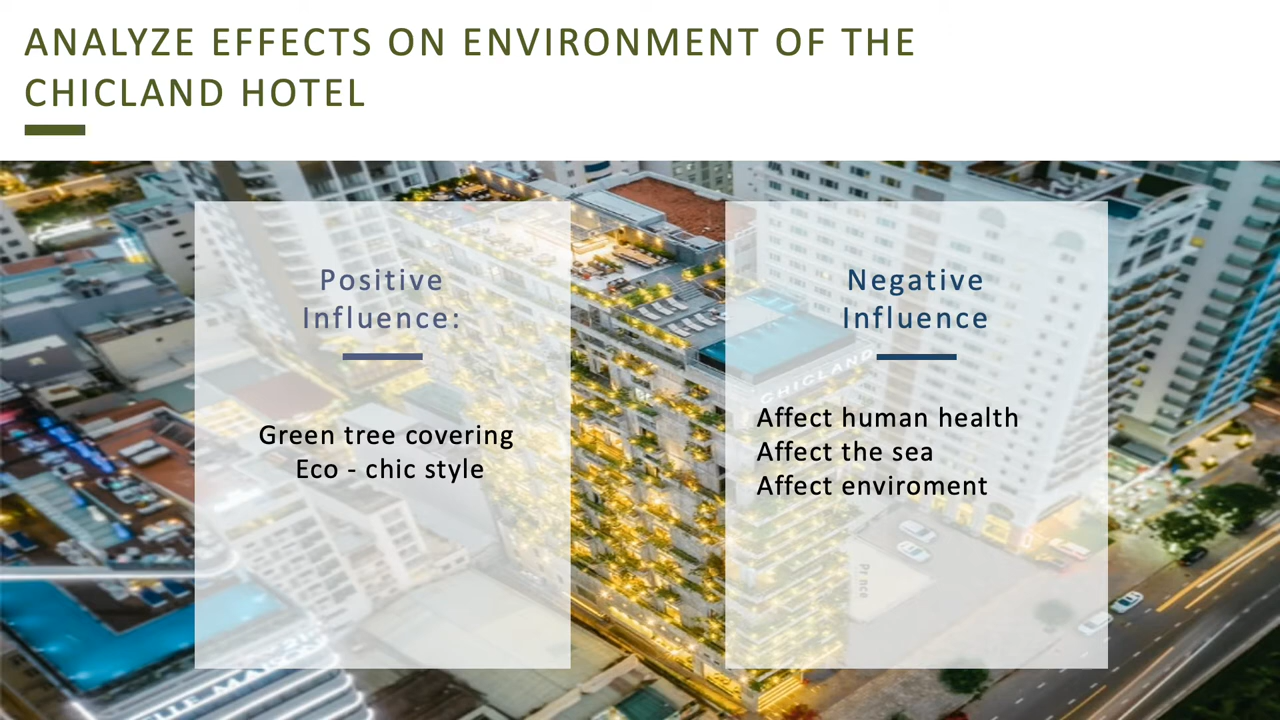 ANALYZE EFFECTS ON ENVIRONMENT OF THE
CHICLAND HOTEL
Positive
Influence:
Green tree covering
Eco - chic style
Negative
Influence
Affect human health
Affect the sea
Affect enviroment
CHICLAND